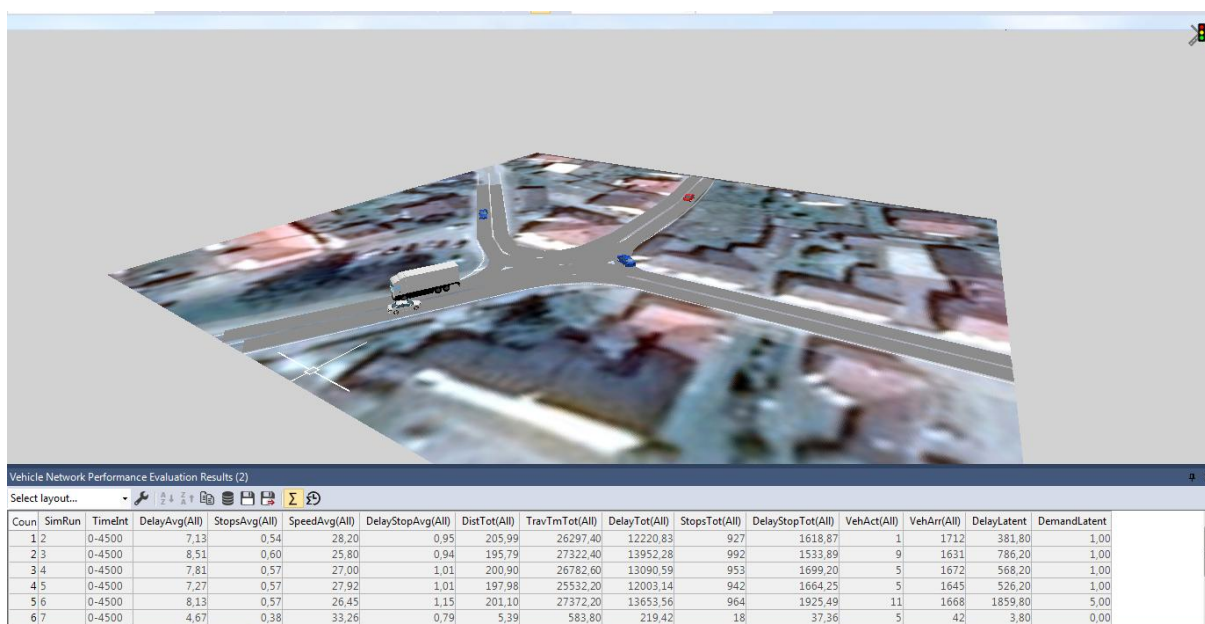 Vehicle Network Performance Evaluation Results (2)
Select layout...
Coun SimRun TimeInt DelayAvg(All) StopsAvg(All) SpeedAvg(All) DelayStopAvg(All) DistTot(All) TravTmTot(All) DelayTot(All) StopsTot(All) DelayStopTot(All) VehAct(All) VehArr(All) DelayLatent DemandLatent
1 2 0-4500 7,13 0,54 28,20 0,95 205,99 26297,40 12220,83 927 1618,87 1 1712 381,80 1,00
2 3 0-4500 8,51 0,60 25,80 0,94 195,79 27322,40 13952,28 992 1533,89 9 1631 786,20 1,00
3 4 0-4500 7,81 0,57 27,00 1,01 200,90 26782,60 13090,59 953 1699,20 5 1672 568,20 1,00
4 5 0-4500 7,27 0,57 27,92 1,01 197,98 25532,20 12003,14 942 1664,25 5 1645 526,20 1,00
5 6 0-4500 8,13 0,57 26,45 1,15 201,10 27372,20 13653,56 964 1925,49 11 1668 1859,80 5,00
6 7 0-4500 4,67 0,38 33,26 0,79 5,39 583,80 219,42 18 37,36 5 42 3,80 0,00